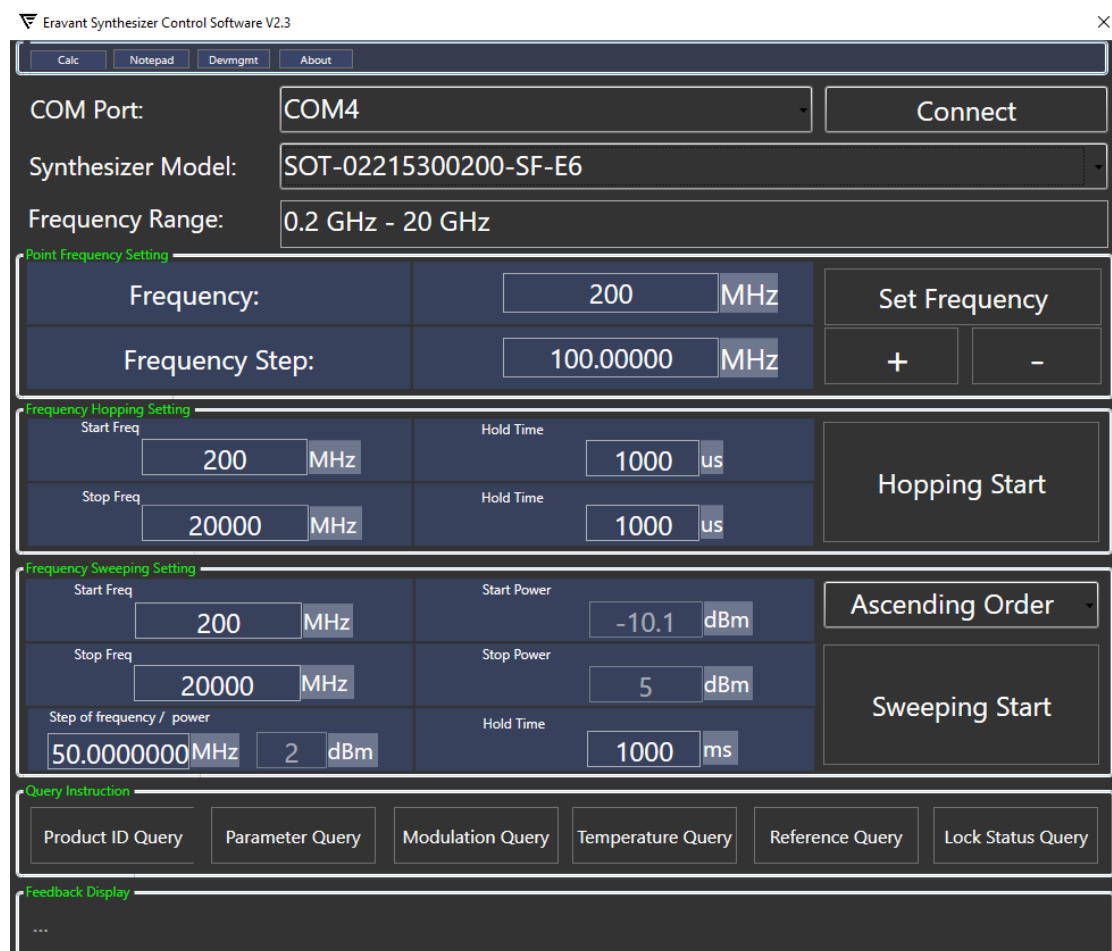 Eravant Synthesizer Control Software V2.3
Calc Notepad Devmgmt About
COM Port: COM4 Connect
Synthesizer Model: SOT-02215300200-SF-E6
Frequency Range: 0.2 GHz - 20 GHz
Point Frequency Setting
Frequency: 200 MHz Set Frequency
Frequency Step: 100.00000 MHz + -
Frequency Hopping Setting
Start Freq Hold Time
200 MHz 1000 us
Hopping Start
Stop Freq Hold Time
20000 MHz 1000 us
Frequency Sweeping Setting
Start Freq Start Power
200 MHz -10.1 dBm Ascending Order
Stop Freq Stop Power
20000 MHz 5 dBm
Sweeping Start
Step of frequency / power Hold Time
50.0000000 MHz 2 dBm 1000 ms
Query Instruction
Product ID Query Parameter Query Modulation Query Temperature Query Reference Query Lock Status Query
Feedback Display
...